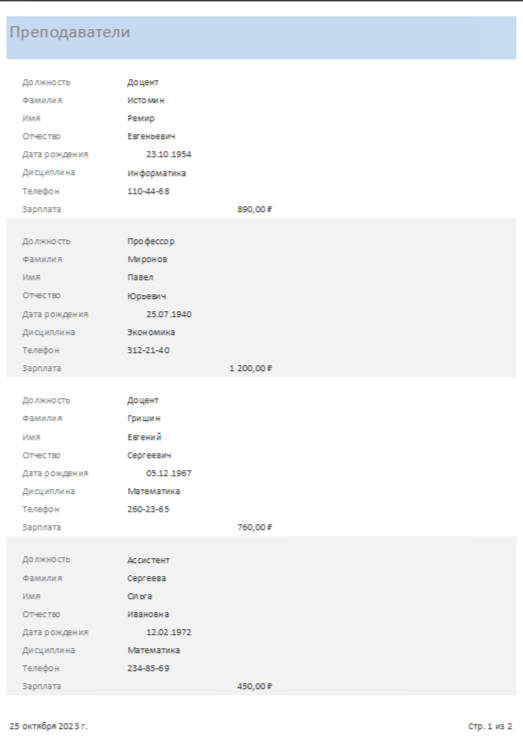 Преподаватели
Должность Доцент
Фамилия Истомин
Имя Ремир
Отчество Евгеньевич
Дата рождения 23.10.1954
Дисциплина Информатика
Телефон 110-44-68
Зарплата 890,00 ₽
Должность Профессор
Фамилия Миронов
Имя Павел
Отчество Юрьевич
Дата рождения 25.07.1940
Дисциплина Экономика
Телефон 312-21-40
Зарплата 1 200,00 ₽
Должность Доцент
Фамилия Гришин
Имя Евгений
Отчество Сергеевич
Дата рождения 05.12.1967
Дисциплина Математика
Телефон 260-23-65
Зарплата 760,00 ₽
Должность Ассистент
Фамилия Сергеева
Имя Ольга
Отчество Ивановна
Дата рождения 12.02.1972
Дисциплина Математика
Телефон 234-85-69
Зарплата 450,00 ₽
25 октября 2023 г. Стр. 1 из 2